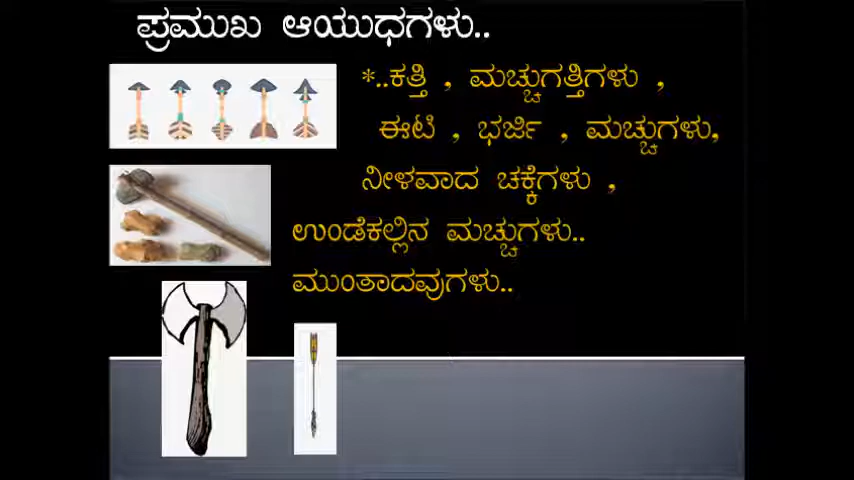 ಪ್ರಮುಖ ಆಯುಧಗಳು..
*..ಕತ್ತಿ , ಮಚ್ಚುಗತ್ತಿಗಳು ,
ಈಟಿ , ಭರ್ಜಿ , ಮಚ್ಚುಗಳು,
ನೀಳವಾದ ಚಕ್ಕೆಗಳು ,
ಉಂಡೆಕಲ್ಲಿನ ಮಚ್ಚುಗಳು..
ಮುಂತಾದವುಗಳು..